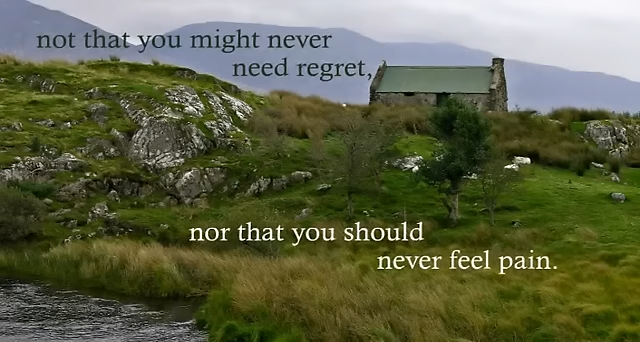 not that you might never
need regret,
nor that you should
never feel pain.